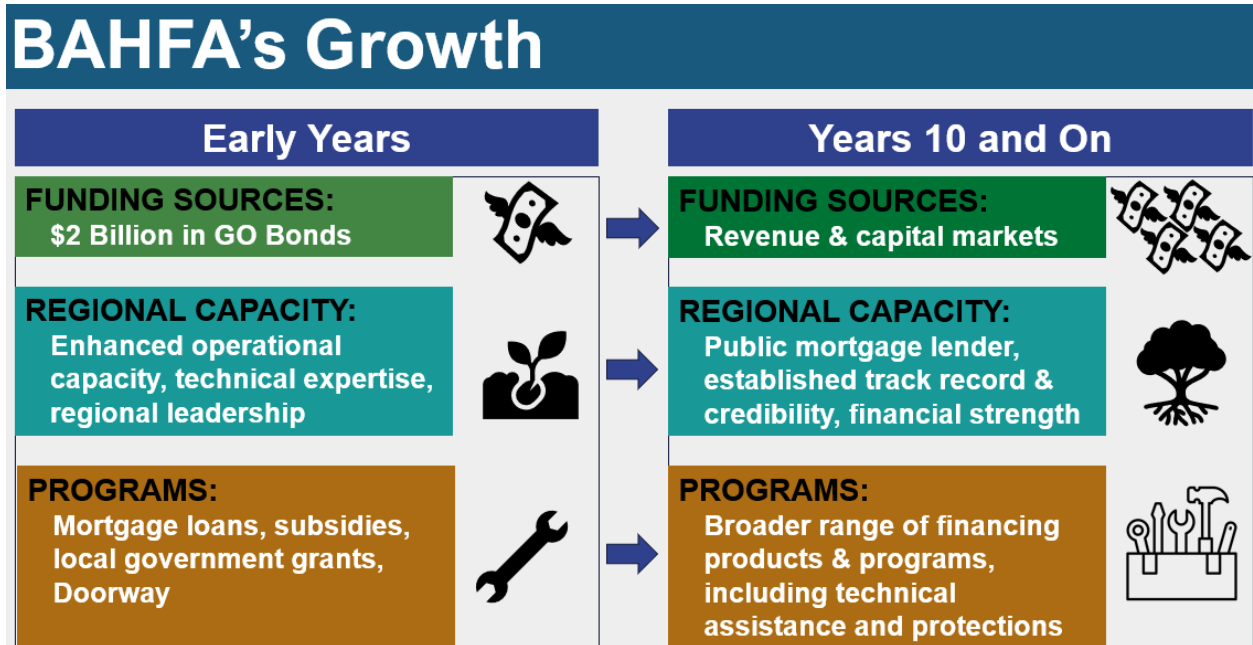 BAHFA's Growth
Early Years
FUNDING SOURCES:
$2 Billion in GO Bonds
REGIONAL CAPACITY:
Enhanced operational
capacity, technical expertise,
regional leadership
PROGRAMS:
Mortgage loans, subsidies,
local government grants,
Doorway
Years 10 and On
FUNDING SOURCES:
Revenue & capital markets
REGIONAL CAPACITY:
Public mortgage lender,
established track record &
credibility, financial strength
PROGRAMS:
Broader range of financing
products & programs,
including technical
assistance and protections